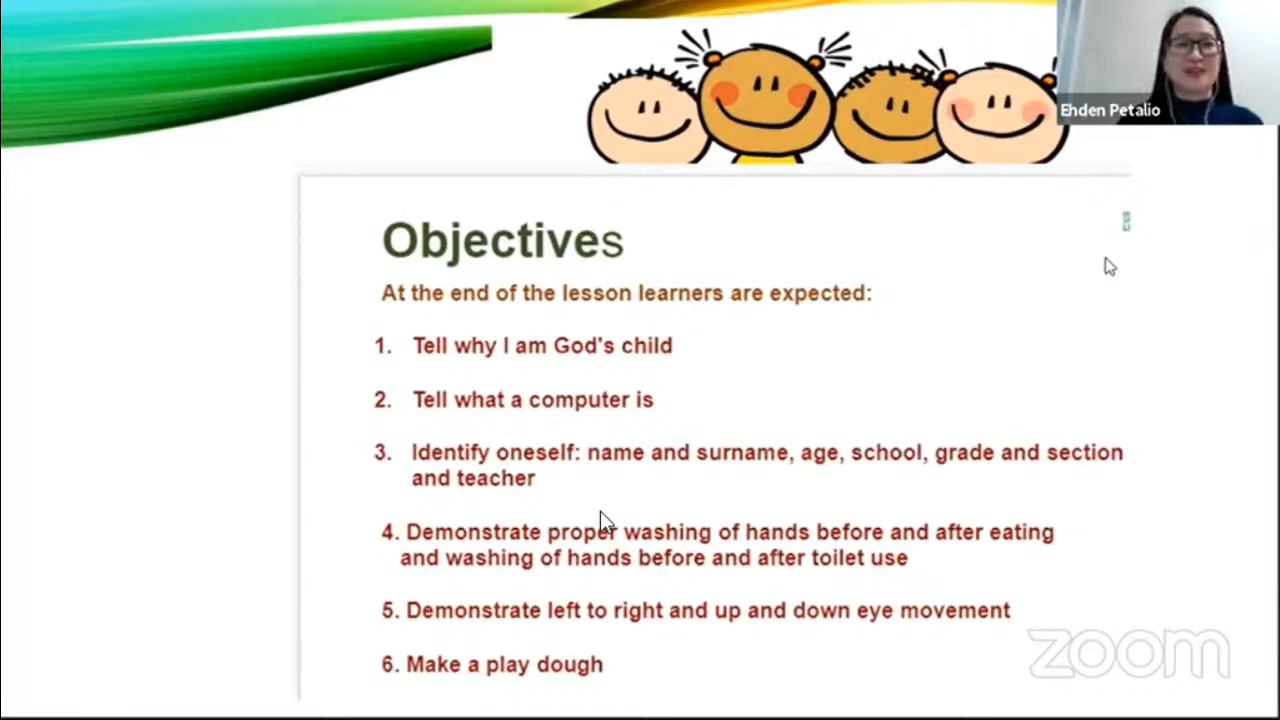 Ehden Petalio
Objectives
At the end of the lesson learners are expected:
1. Tell why I am God's child
2. Tell what a computer is
3. Identify oneself: name and surname, age, school, grade and section
and teacher
4. Demonstrate proper washing of hands before and after eating
and washing of hands before and after toilet use
5. Demonstrate left to right and up and down eye movement
6. Make a play dough
zoom